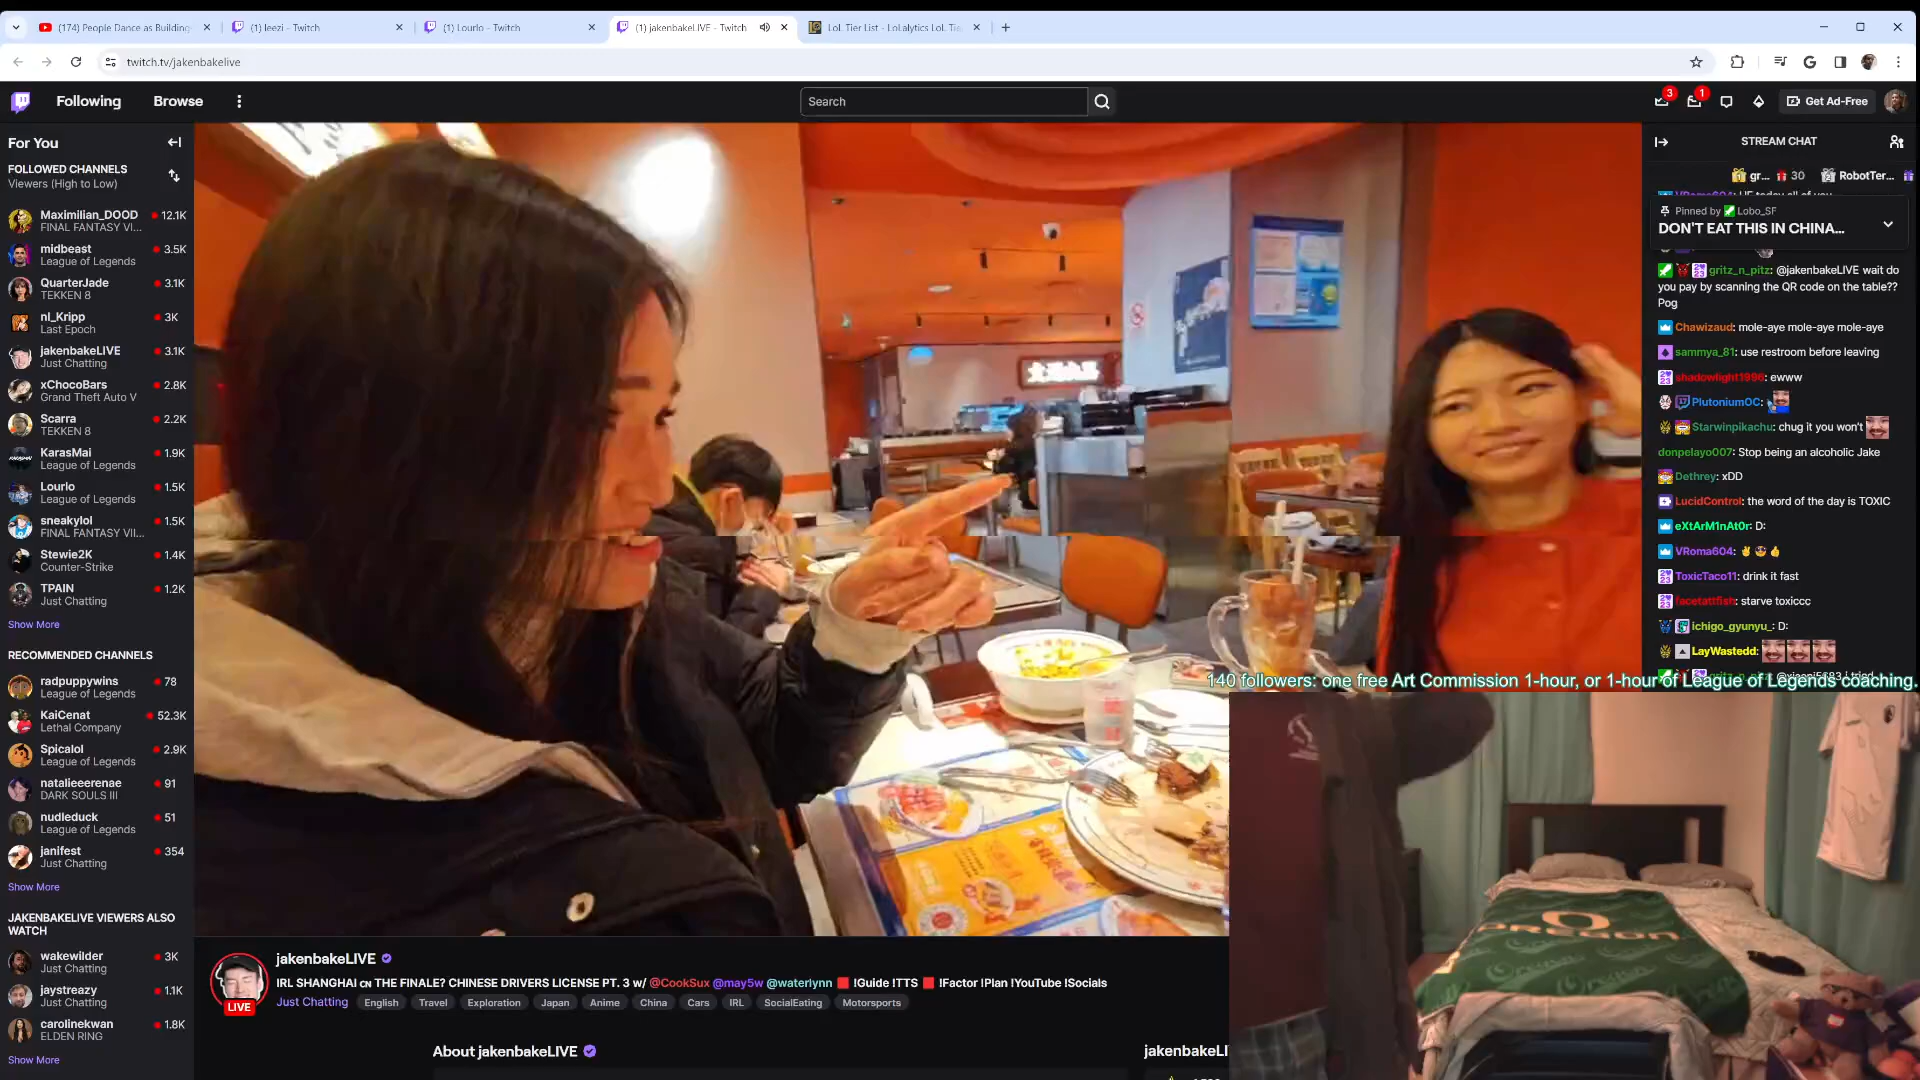 (174) People Dance as Building
(1) leezi - Twitch
(1) Lourlo - Twitch
(1) jakenbakeLIVE - Twitch
LoL Tier List - LoLalytics LoL Tie
twitch.tv/jakenbakelive
Following
Browse
Search
3
1
Get Ad-Free
For You
FOLLOWED CHANNELS
Viewers (High to Low)
Maximilian_DOOD
12.1K
FINAL FANTASY VI...
midbeast
3.5K
League of Legends
QuarterJade
3.1K
TEKKEN 8
nl_Kripp
3K
Last Epoch
jakenbakeLIVE
3.1K
Just Chatting
xChocoBars
2.8K
Grand Theft Auto V
Scarra
2.2K
TEKKEN 8
KarasMai
1.9K
League of Legends
Lourlo
1.5K
League of Legends
sneakylol
1.5K
FINAL FANTASY VII...
Stewie2K
1.4K
Counter-Strike
TPAIN
1.2K
Just Chatting
Show More
RECOMMENDED CHANNELS
radpuppywins
78
League of Legends
KaiCenat
52.3K
Lethal Company
Spicalol
2.9K
League of Legends
natalieeerenae
91
DARK SOULS III
nudleduck
51
League of Legends
janifest
354
Just Chatting
Show More
JAKENBAKELIVE VIEWERS ALSO
WATCH
wakewilder
3K
Just Chatting
jaystreazy
1.1K
Just Chatting
carolinekwan
1.8K
ELDEN RING
Show More
jakenbakeLIVE
LIVE
IRL SHANGHAI CN THE FINALE? CHINESE DRIVERS LICENSE PT. 3 w/ @CookSux @may5w @waterlynn 🟥 !Guide !TTS 🟥 !Factor !Plan !YouTube !Socials
Just Chatting
English
Travel
Exploration
Japan
Anime
China
Cars
IRL
SocialEating
Motorsports
About jakenbakeLIVE
jakenbakeLI
STREAM CHAT
gr...
30
RobotTer...
Pinned by Lobo_SF
DON'T EAT THIS IN CHINA...
gritz_n_pitz: @jakenbakeLIVE wait do
you pay by scanning the QR code on the table??
Pog
Chawizaud: mole-aye mole-aye mole-aye
sammya_81: use restroom before leaving
shadowlight1996: ewww
PlutoniumOC:
Starwinpikachu: chug it you won't
donpelayo007: Stop being an alcoholic Jake
Dethrey: xDD
LucidControl: the word of the day is TOXIC
eXtArM1nAt0r: D:
VRoma604: ✌️😎👍
ToxicTaco11: drink it fast
facetattfish: starve toxiccc
ichigo_gyunyu_: D:
LayWastedd:
140 followers: one free Art Commission 1-hour, or 1-hour of League of Legends coaching.
O
OREGON